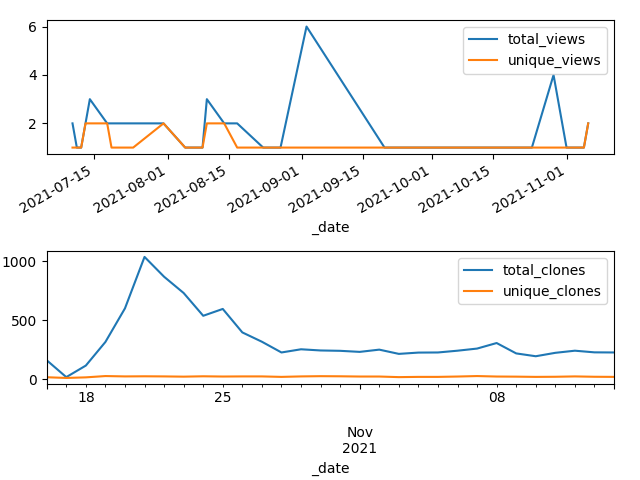 6
4
2
total_views
unique_views
2021-07-15
2021-08-01
2021-08-15
2021-09-01
2021-09-15
2021-10-01
2021-10-15
2021-11-01
_date
1000
500
0
total_clones
unique_clones
18
25
08
Nov
2021
_date